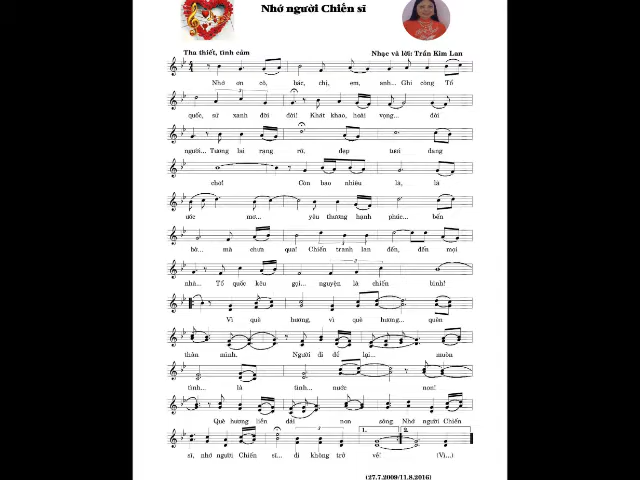 Nhớ người Chiến sĩ
Tha thiết, tình cảm
Nhạc và lời: Trần Kim Lan
Nhớ ơn cô, bác, chị, em, anh... Ghi công Tổ
quốc, sử xanh đời đời! Khát khao, hoài vọng... đời
người... Tương lai rạng rỡ, đẹp tươi đang
chờ! Còn bao nhiêu là, là
ước mơ... yêu thương hạnh phúc... bến
bờ... mà chưa qua! Chiến tranh lan đến, đến mọi
nhà... Tổ quốc kêu gọi... nguyện là chiến binh!
Vì quê hương, vì quê hương... quên
thân mình. Người đi để lại... muôn
tình... là tình... nước non!
Quê hương liền dải non sông Nhớ người Chiến
sĩ, nhớ người Chiến sĩ... đi không trở về! (Vì...)
1.
2.
(27.7.2009/11.8.2016)